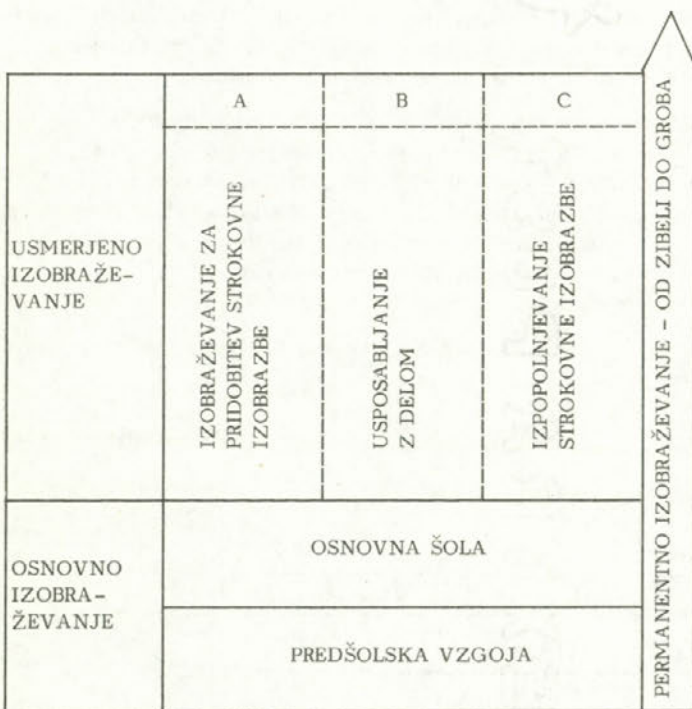 A
B
C
USMERJENO
IZOBRAŽE-
VANJE
IZOBRAŽEVANJE ZA
PRIDOBITEV STROKOVNE
IZOBRAZBE
USPOSABLJANJE
Z DELOM
IZPOPOLNJEVANJE
STROKOVNE IZOBRAZBE
OSNOVNO
IZOBRA-
ŽEVANJE
OSNOVNA ŠOLA
PREDŠOLSKA VZGOJA
PERMANENTNO IZOBRAŽEVANJE - OD ZIBELI DO GROBA